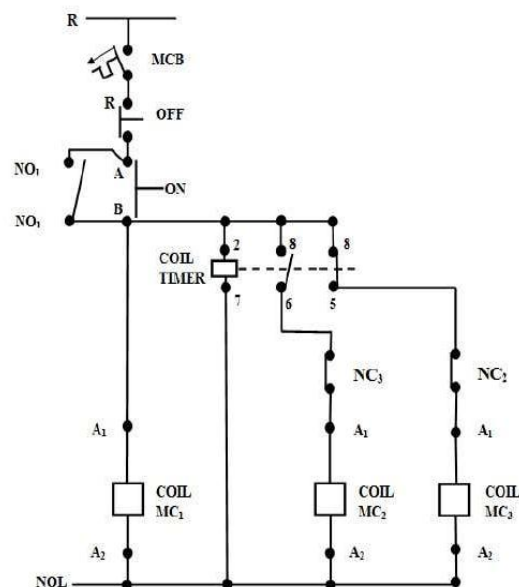 R
MCB
R
OFF
NO₁
A
ON
NO₁
B
2
8
8
COIL
TIMER
7
6
5
NC₃
NC₂
A₁
A₁
A₁
COIL
MC₁
COIL
MC₂
COIL
MC₃
A₂
A₂
A₂
NOL